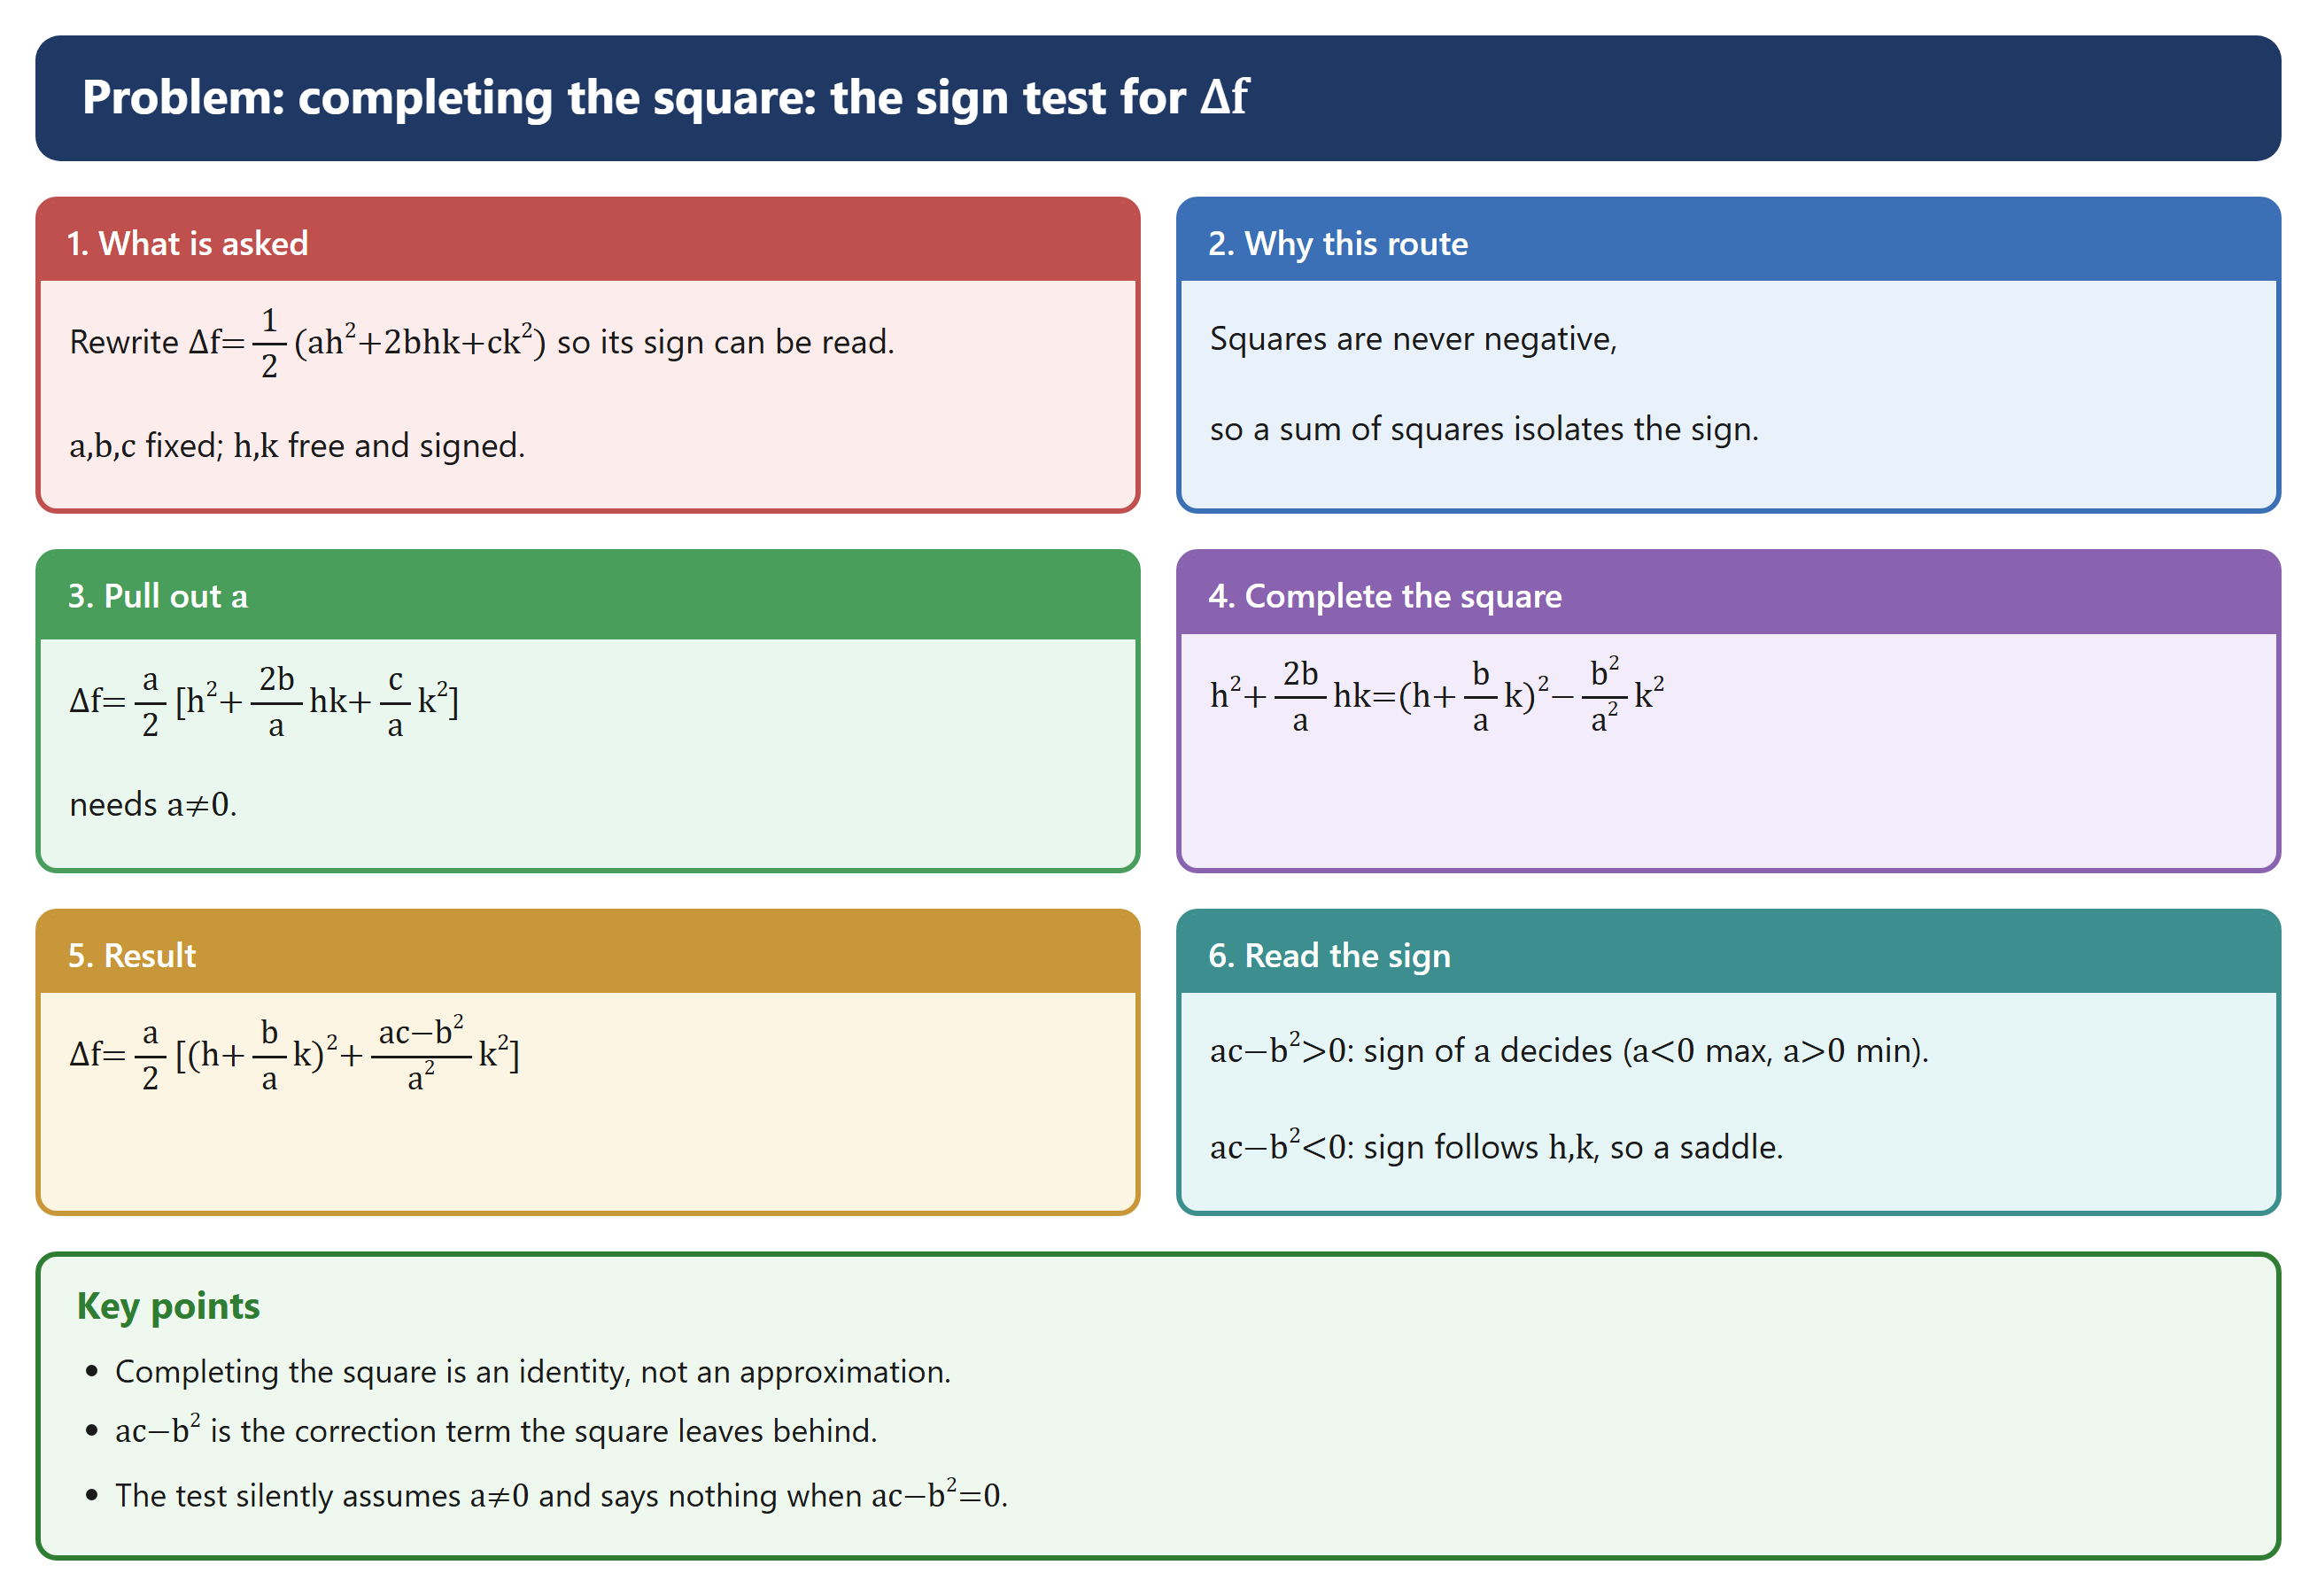 Problem: completing the square: the sign test for Δf
1. What is asked
Rewrite Δf=1/2 (ah²+2bhk+ck²) so its sign can be read.
a,b,c fixed; h,k free and signed.
2. Why this route
Squares are never negative,
so a sum of squares isolates the sign.
3. Pull out a
Δf= a/2 [h²+ 2b/a hk+ c/a k²]
needs a≠0.
4. Complete the square
h²+ 2b/a hk=(h+ b/a k)²− b²/a² k²
5. Result
Δf= a/2 [(h+ b/a k)²+ ac−b²/a² k²]
6. Read the sign
ac−b²>0: sign of a decides (a<0 max, a>0 min).
ac−b²<0: sign follows h,k, so a saddle.
Key points
• Completing the square is an identity, not an approximation.
• ac−b² is the correction term the square leaves behind.
• The test silently assumes a≠0 and says nothing when ac−b²=0.